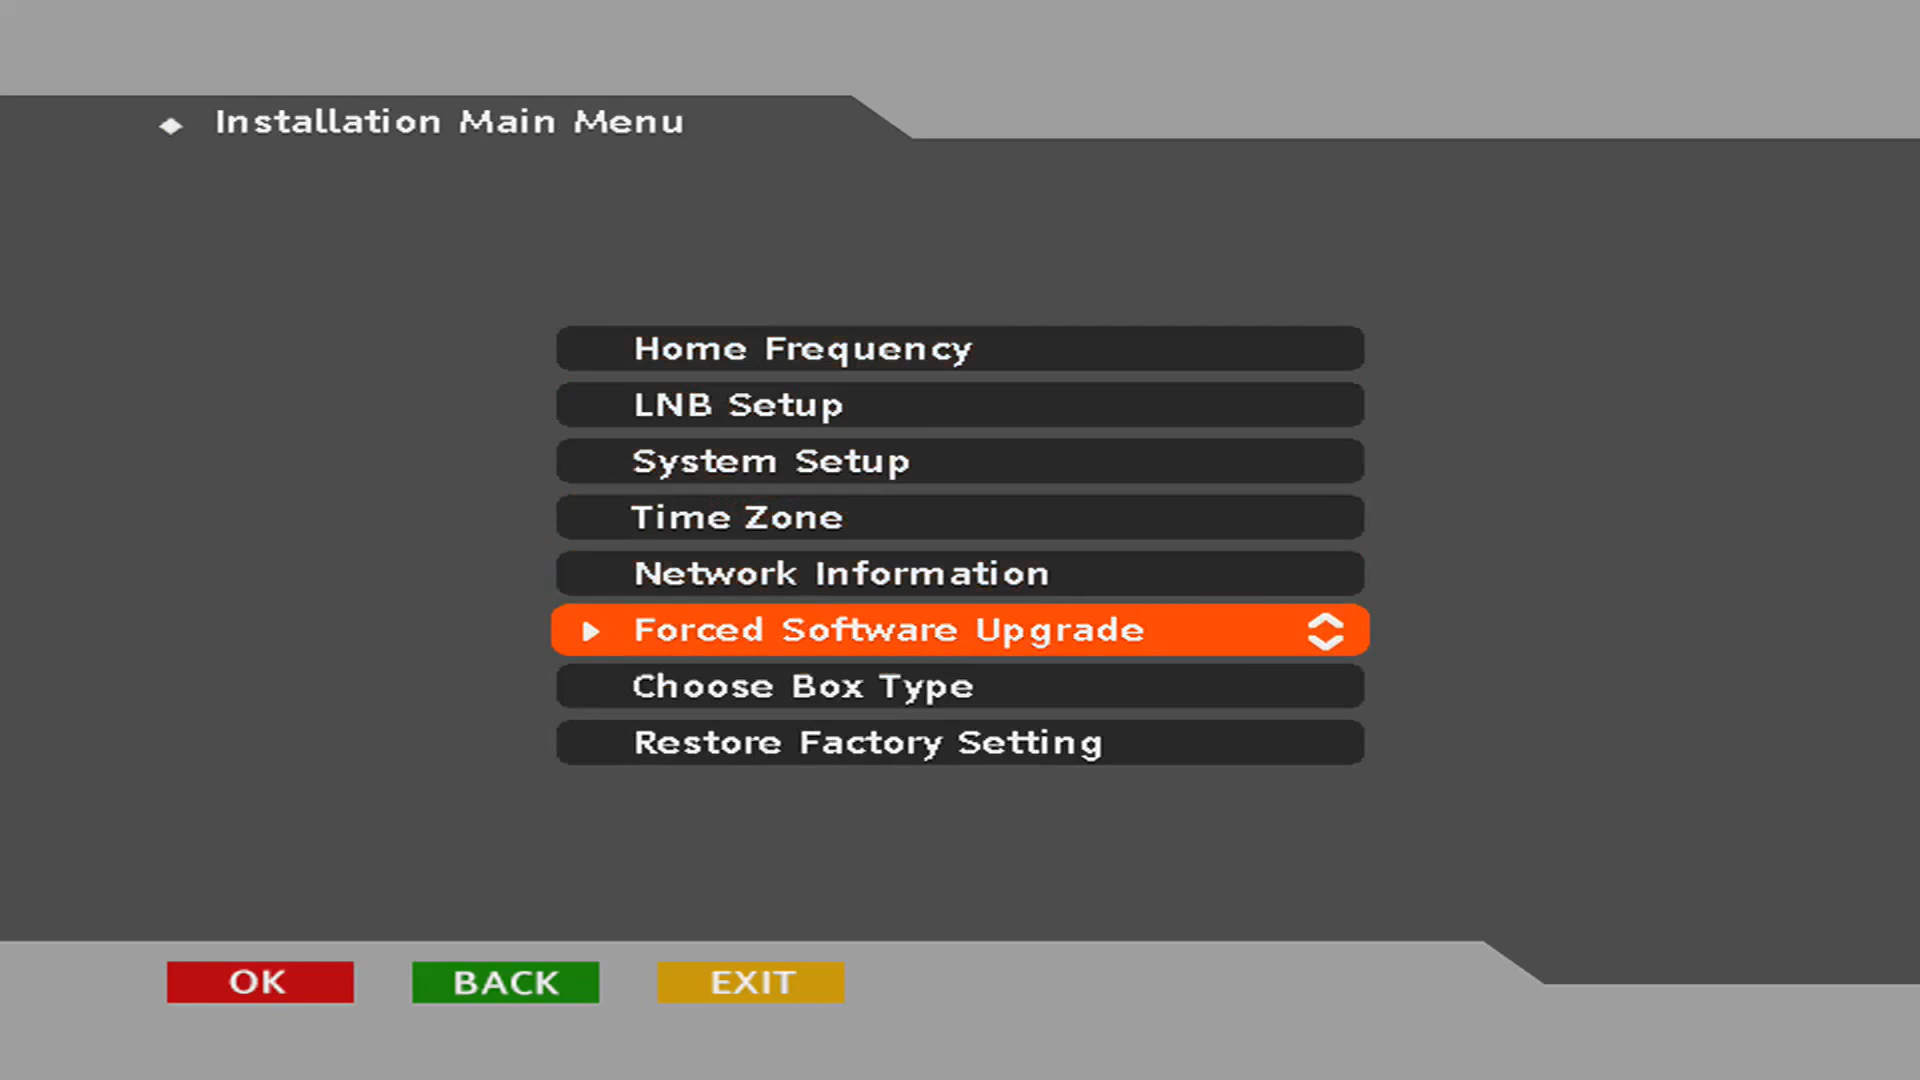 Installation Main Menu
Home Frequency
LNB Setup
System Setup
Time Zone
Network Information
Forced Software Upgrade
Choose Box Type
Restore Factory Setting
OK BACK EXIT